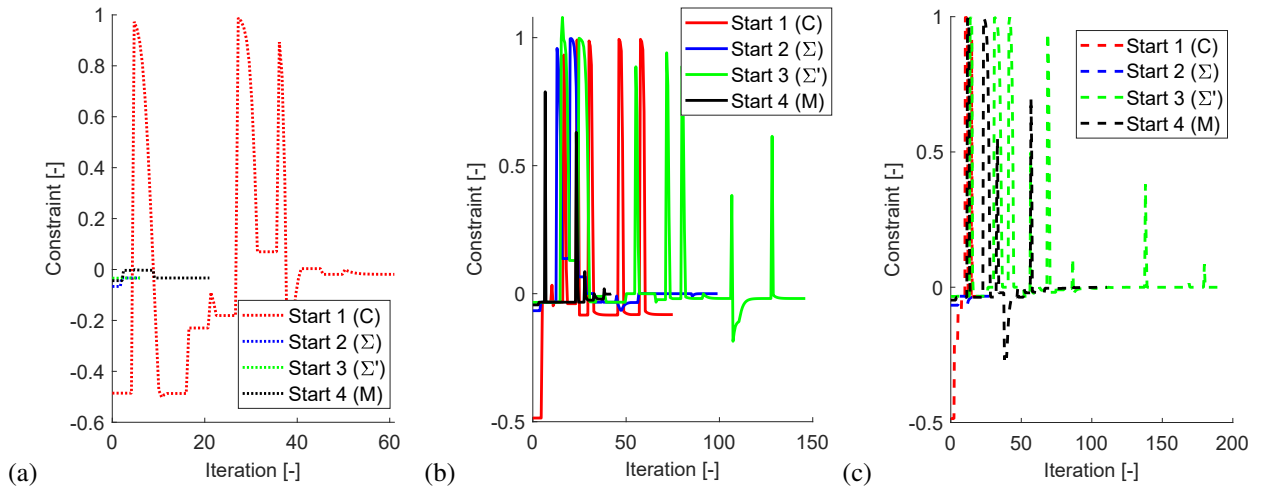 (a)
Constraint [-]
1
0.8
0.6
0.4
0.2
0
-0.2
-0.4
-0.6
0
20
40
60
Iteration [-]
Start 1 (C)
Start 2 (Σ)
Start 3 (Σ')
Start 4 (M)
(b)
Constraint [-]
1
0.5
0
-0.5
0
50
100
150
Iteration [-]
Start 1 (C)
Start 2 (Σ)
Start 3 (Σ')
Start 4 (M)
(c)
Constraint [-]
1
0.5
0
-0.5
0
50
100
150
200
Iteration [-]
Start 1 (C)
Start 2 (Σ)
Start 3 (Σ')
Start 4 (M)